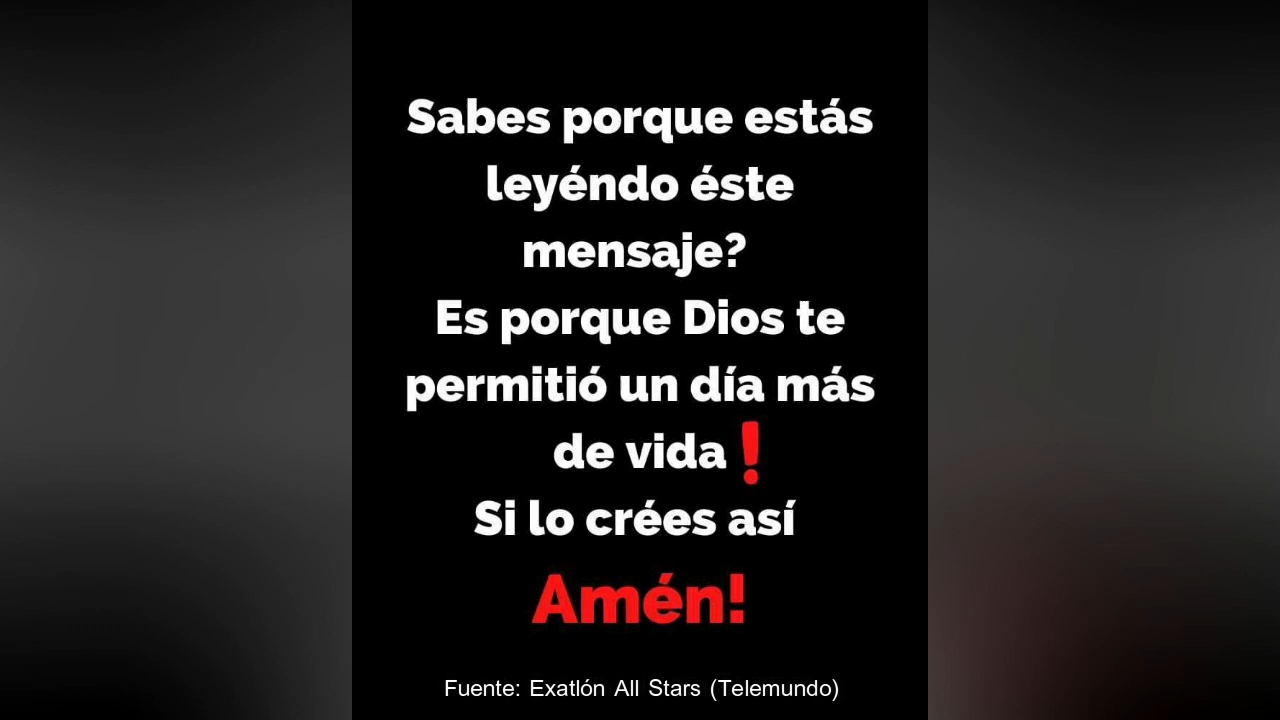 Sabes porque estás
leyéndo éste
mensaje?
Es porque Dios te
permitió un día más
de vida❗
Si lo crées así
Amén!
Fuente: Exatlón All Stars (Telemundo)